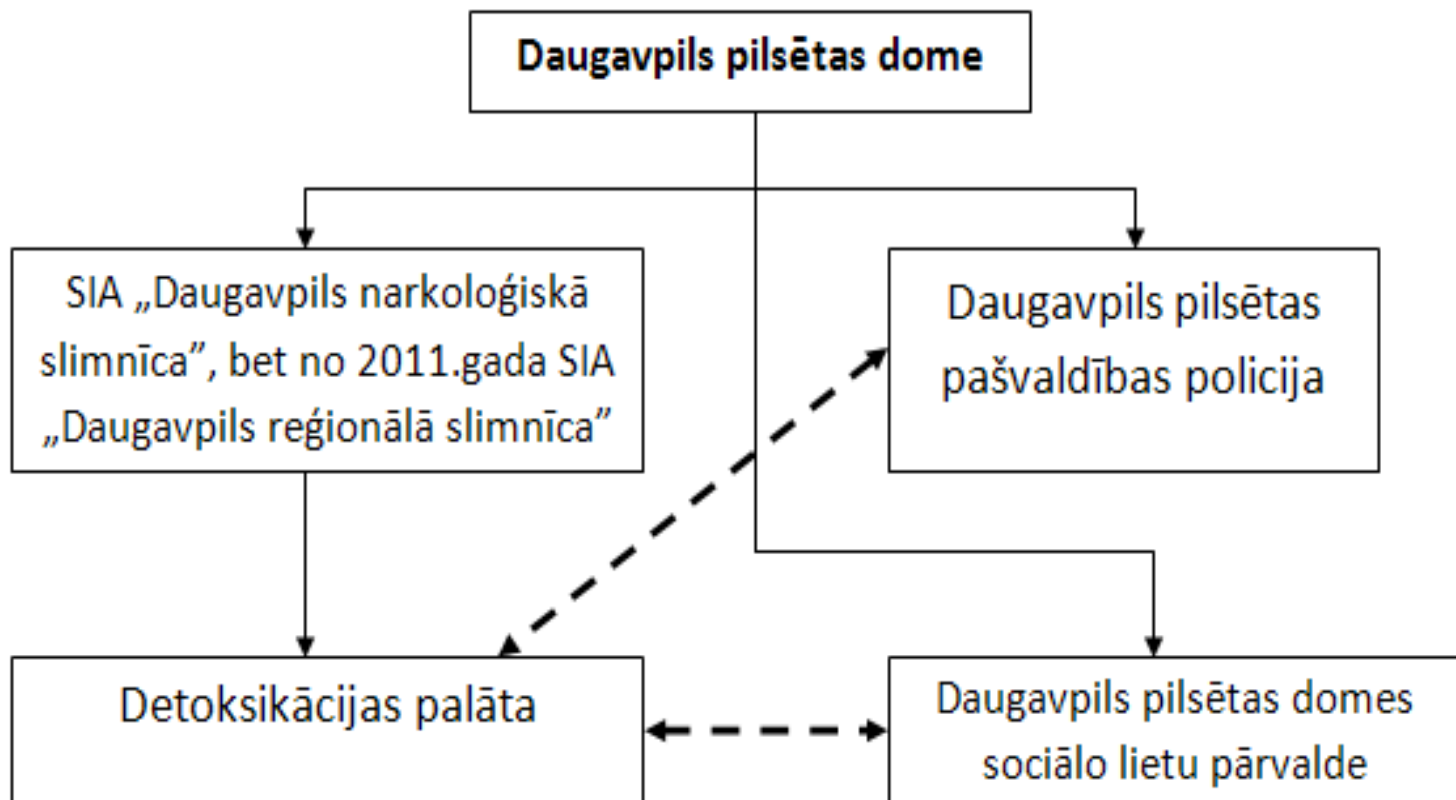 Daugavpils pilsētas dome
SIA „Daugavpils narkoloģiskā
slimnīca”, bet no 2011.gada SIA
„Daugavpils reģionālā slimnīca”
Daugavpils pilsētas
pašvaldības policija
Detoksikācijas palāta
Daugavpils pilsētas domes
sociālo lietu pārvalde